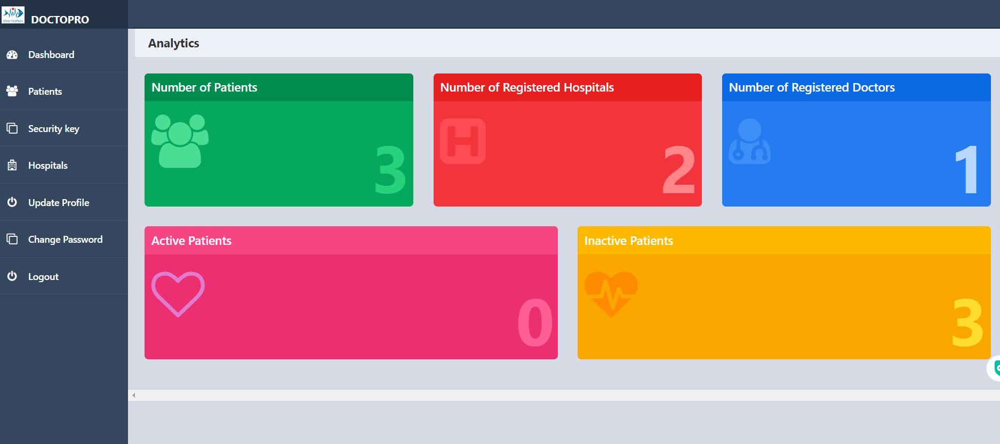 DOCTOPRO
DOCTOPRO
Dashboard
Patients
Security key
Hospitals
Update Profile
Change Password
Logout
Analytics
Number of Patients
3
Number of Registered Hospitals
H
2
Number of Registered Doctors
1
Active Patients
0
Inactive Patients
3